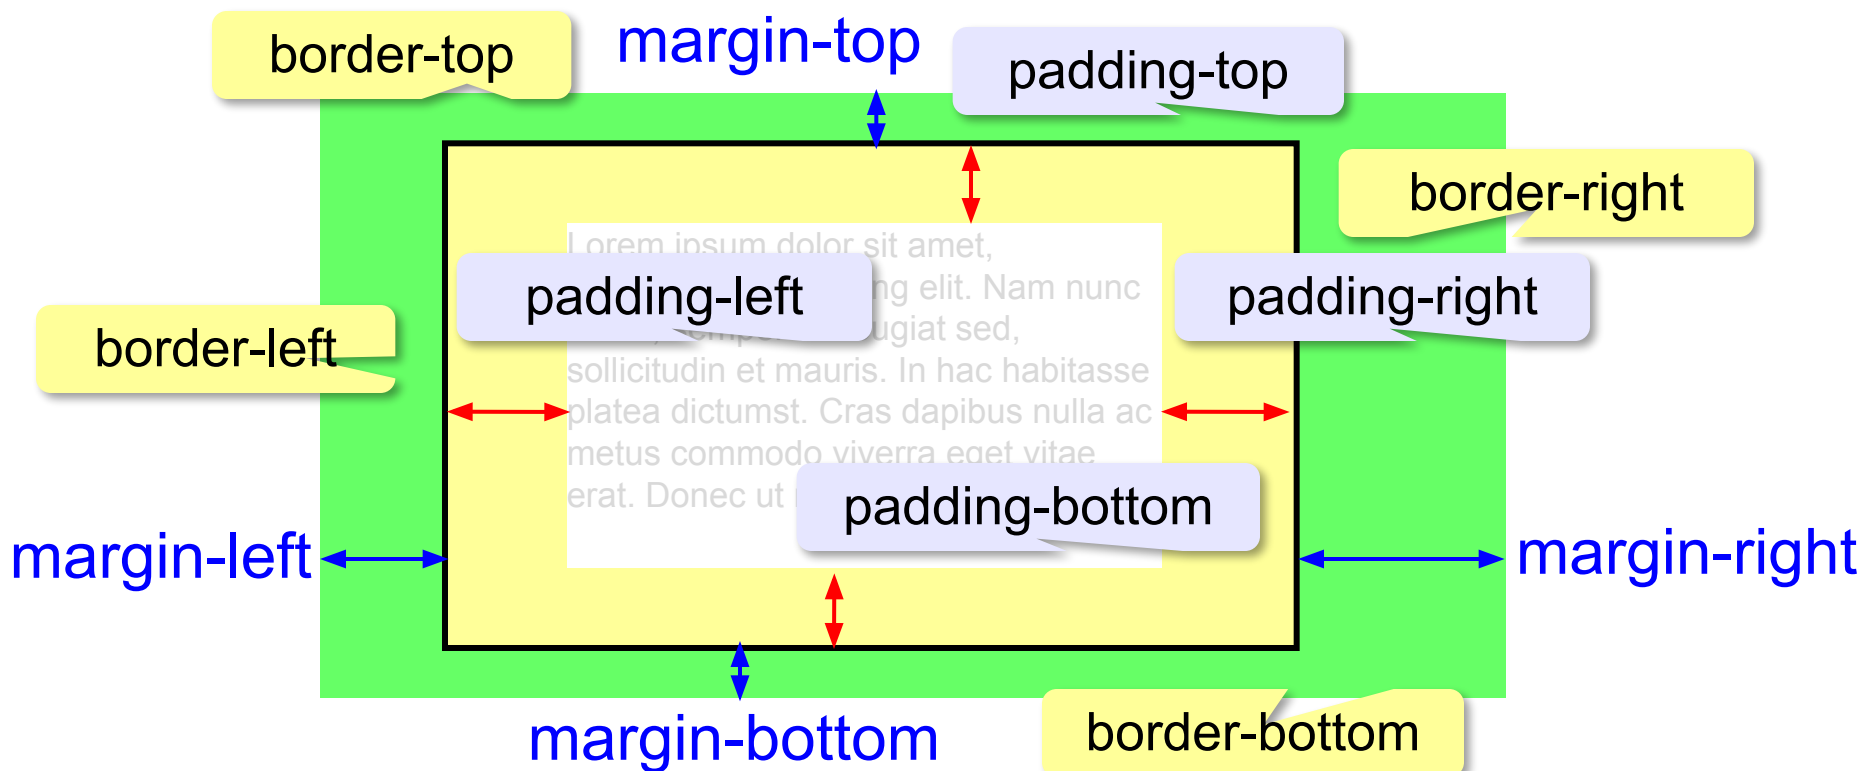 border-top
margin-top
padding-top
border-right
Lorem ipsum dolor sit amet,
padding-left
elit. Nam nunc
padding-right
border-left
sed,
sollicitudin et mauris. In hac habitasse
platea dictumst. Cras dapibus nulla ac
metus commodo viverra eget vitae
erat. Donec ut
padding-bottom
margin-left
margin-right
margin-bottom
border-bottom